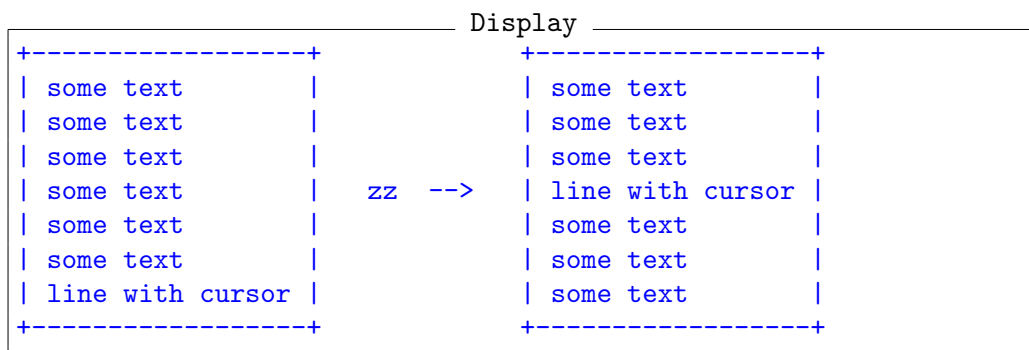 Display
+------------------+            +------------------+
| some text        |            | some text        |
| some text        |            | some text        |
| some text        |            | some text        |
| some text        |   zz  -->  | line with cursor |
| some text        |            | some text        |
| some text        |            | some text        |
| line with cursor |            | some text        |
+------------------+            +------------------+